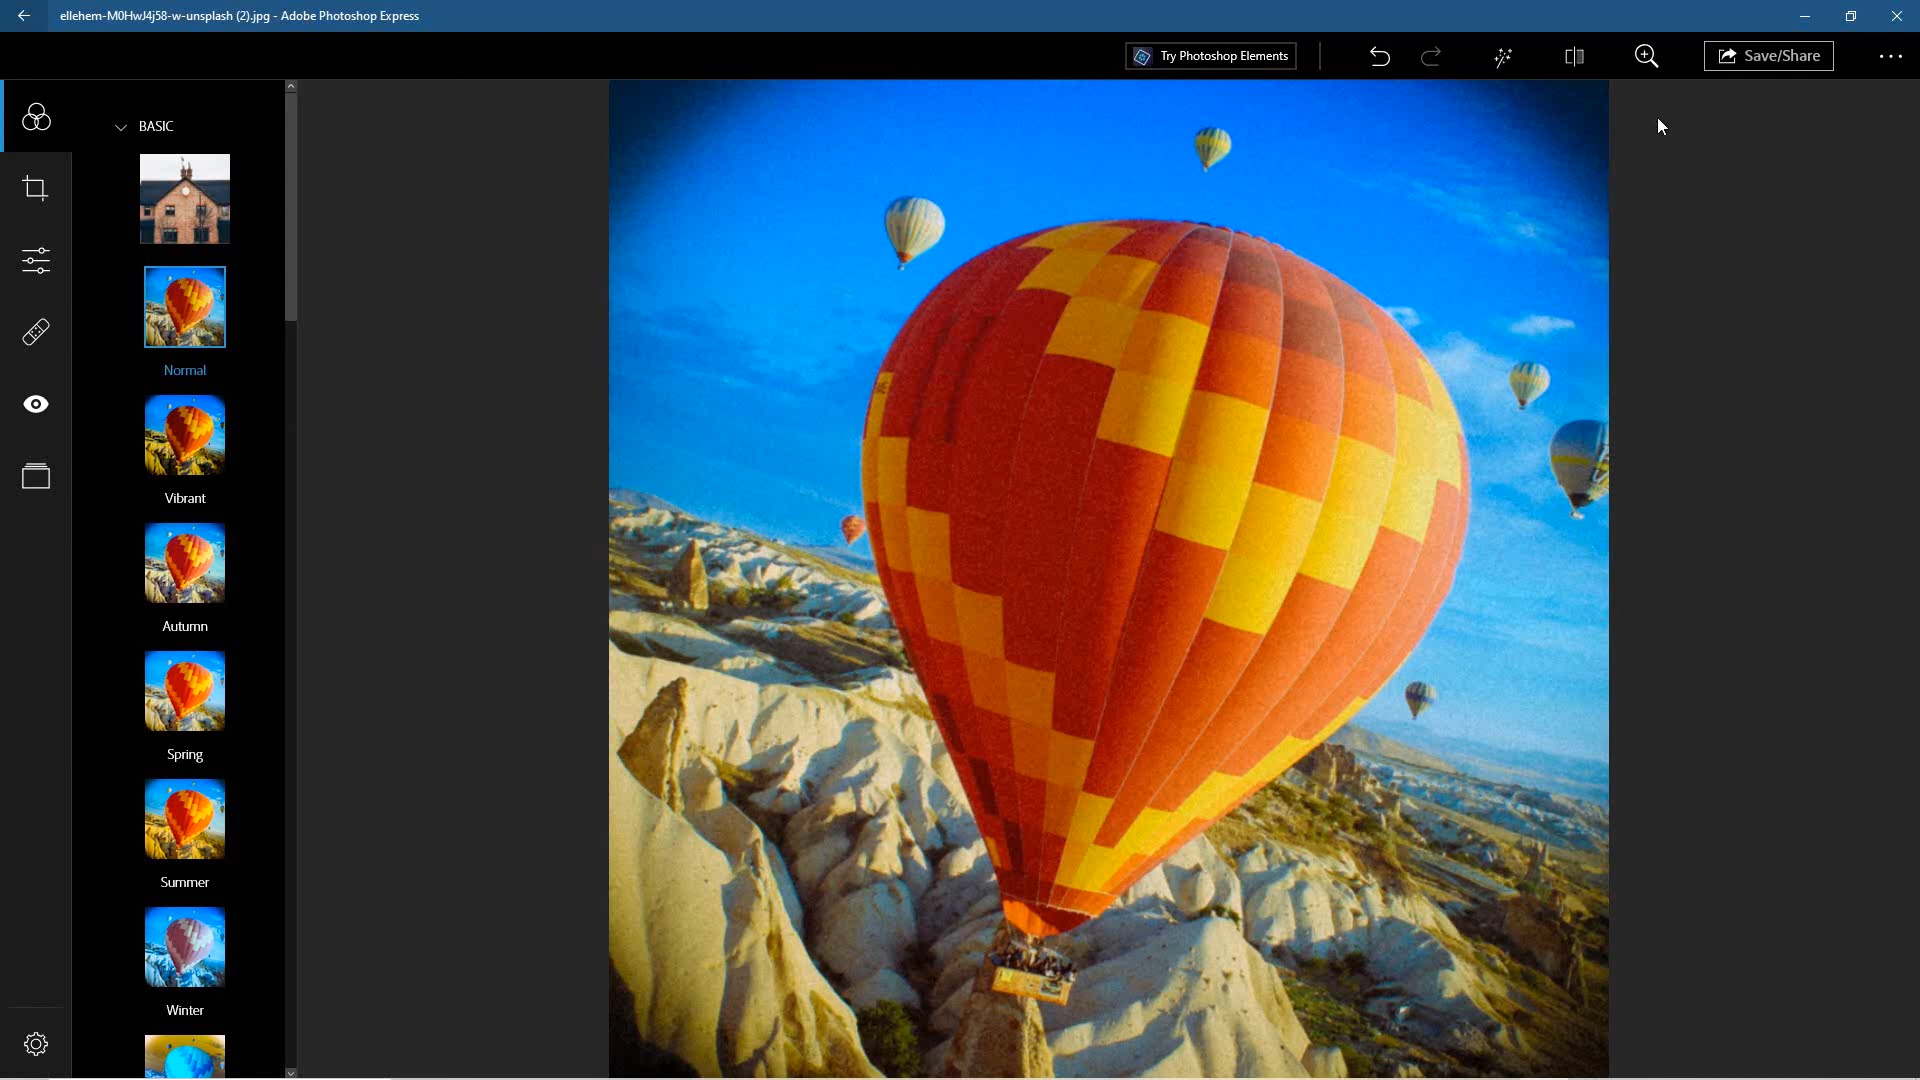 ellehem-M0HwJ4j58-w-unsplash (2).jpg - Adobe Photoshop Express
Try Photoshop Elements
Save/Share
BASIC
Normal
Vibrant
Autumn
Spring
Summer
Winter